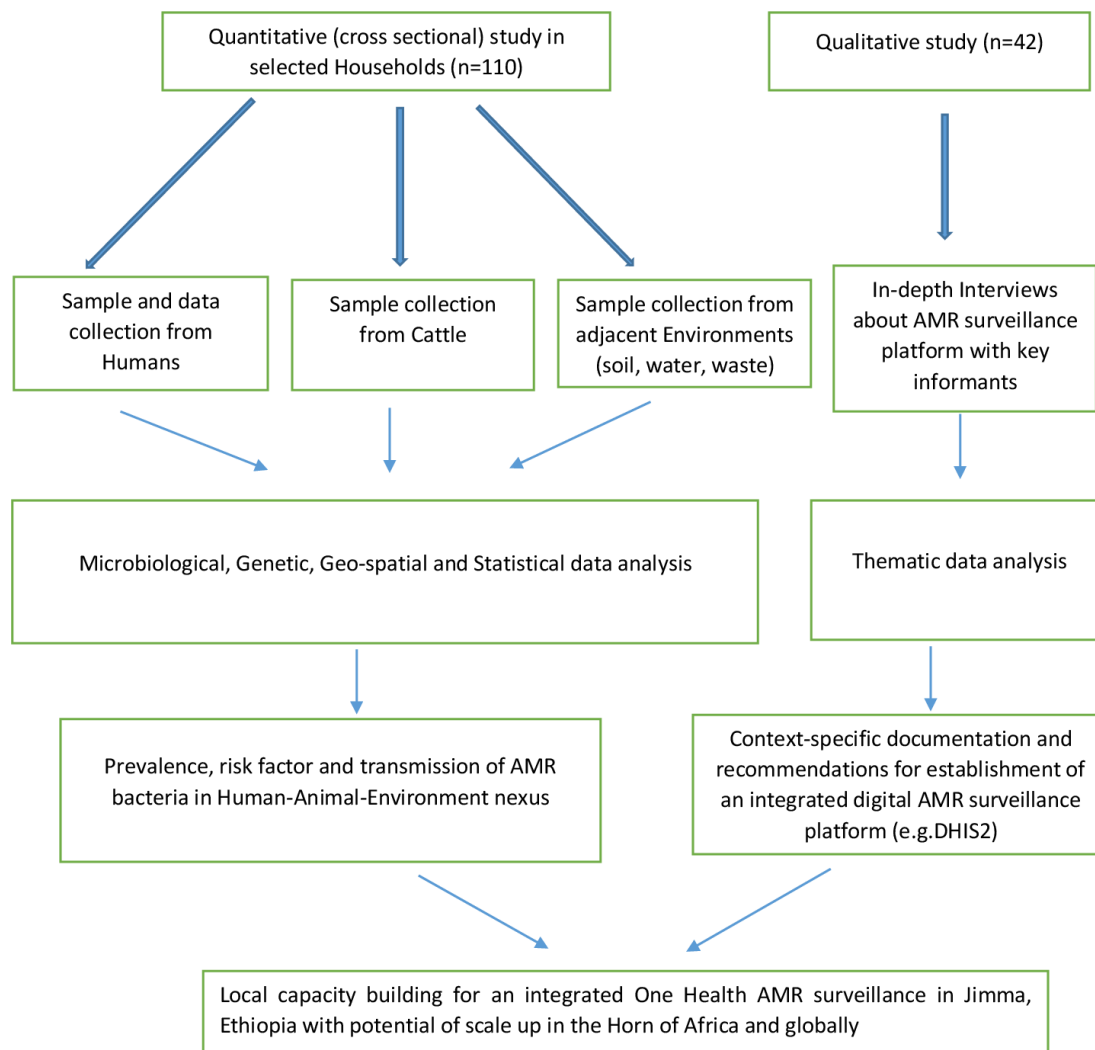 Quantitative (cross sectional) study in
selected Households (n=110)
Qualitative study (n=42)
Sample and data
collection from
Humans
Sample collection
from Cattle
Sample collection from
adjacent Environments
(soil, water, waste)
In-depth Interviews
about AMR surveillance
platform with key
informants
Microbiological, Genetic, Geo-spatial and Statistical data analysis
Thematic data analysis
Prevalence, risk factor and transmission of AMR
bacteria in Human-Animal-Environment nexus
Context-specific documentation and
recommendations for establishment of
an integrated digital AMR surveillance
platform (e.g.DHIS2)
Local capacity building for an integrated One Health AMR surveillance in Jimma,
Ethiopia with potential of scale up in the Horn of Africa and globally